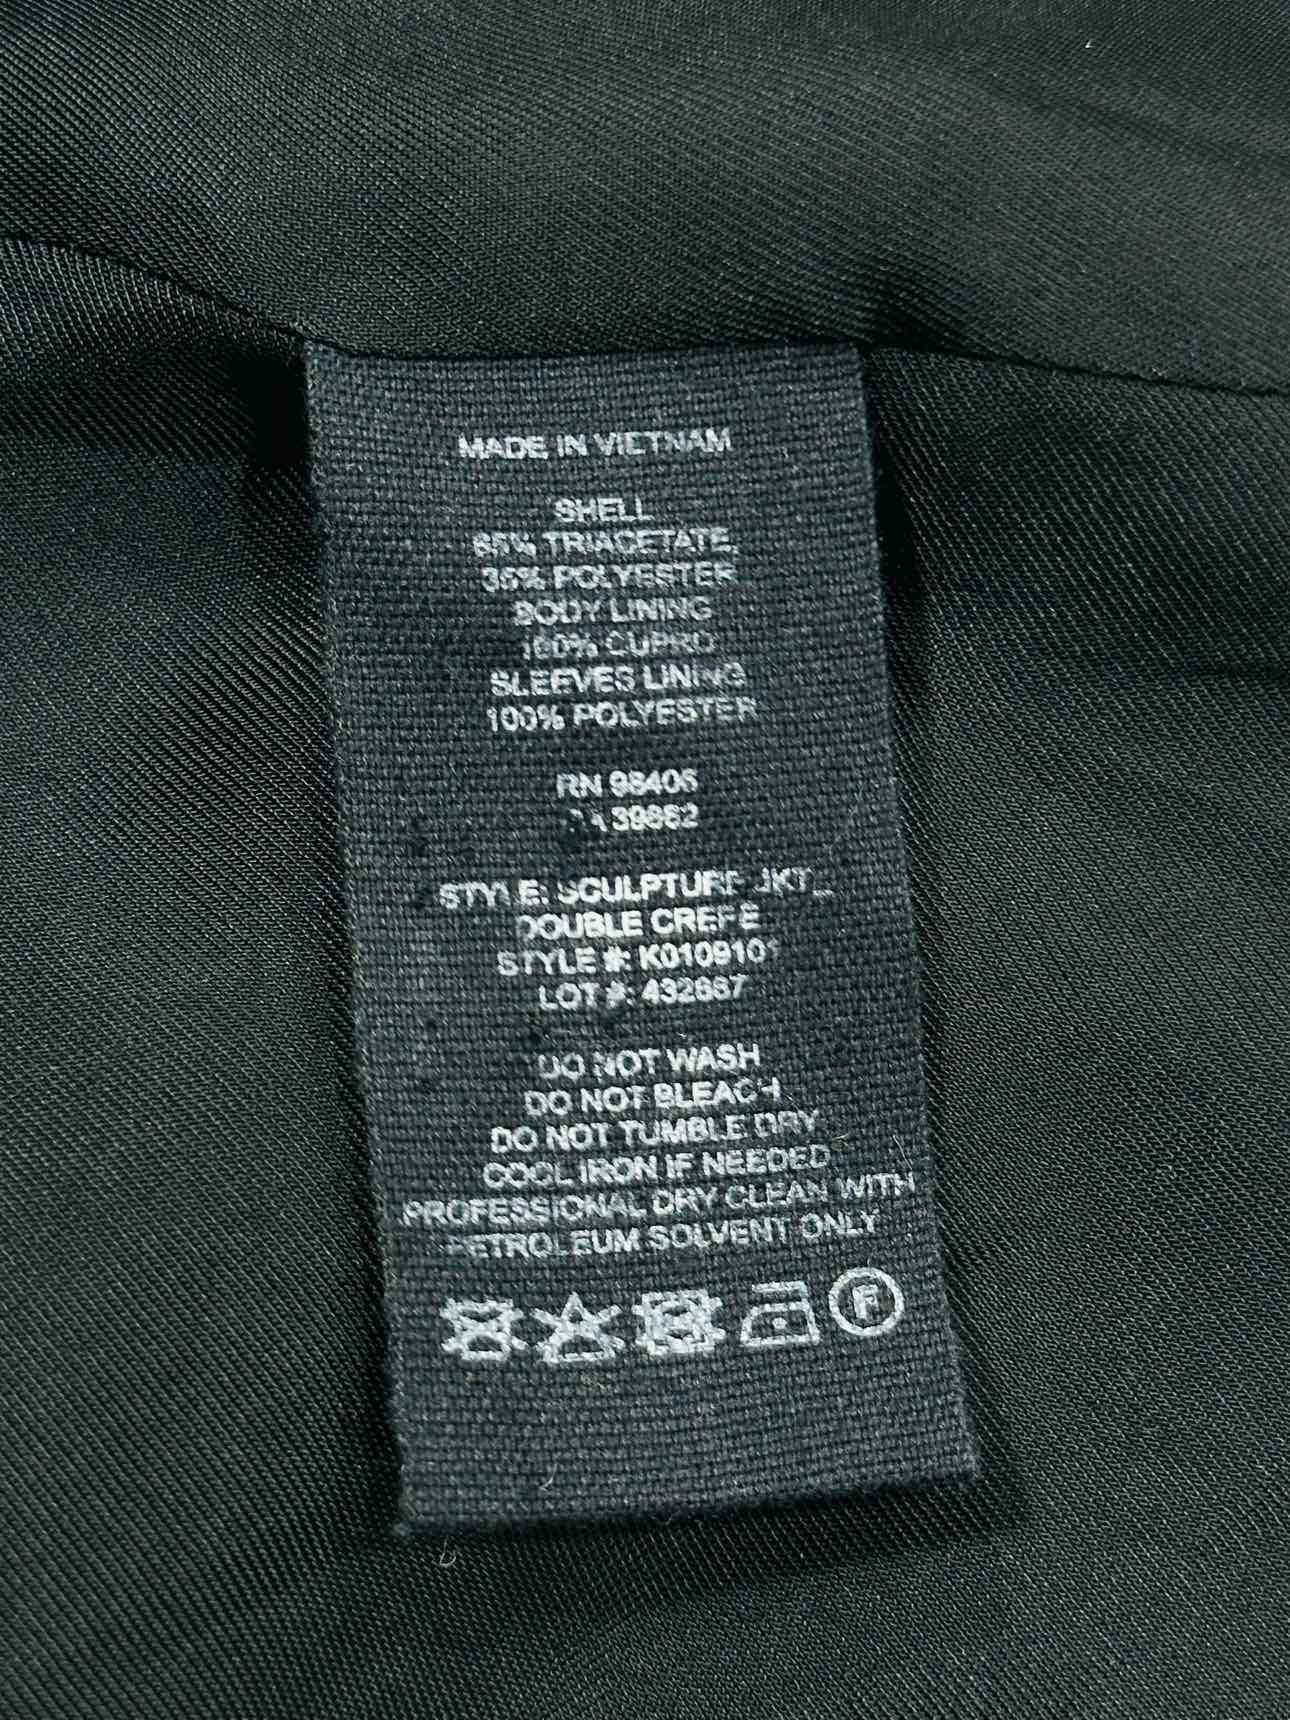 MADE IN VIETNAM
SHELL
65% TRIACETATE,
35% POLYESTER
BODY LINING
100% CUPRO
SLEEVES LINING
100% POLYESTER
RN 98406
CA 39862
STYLE: SCULPTURE JKT_
DOUBLE CREPE
STYLE #: K0109101
LOT #:
DO NOT WASH
DO NOT BLEACH
DO NOT TUMBLE DRY
COOL IRON IF NEEDED
PROFESSIONAL DRY CLEAN WITH
PETROLEUM SOLVENT ONLY
F